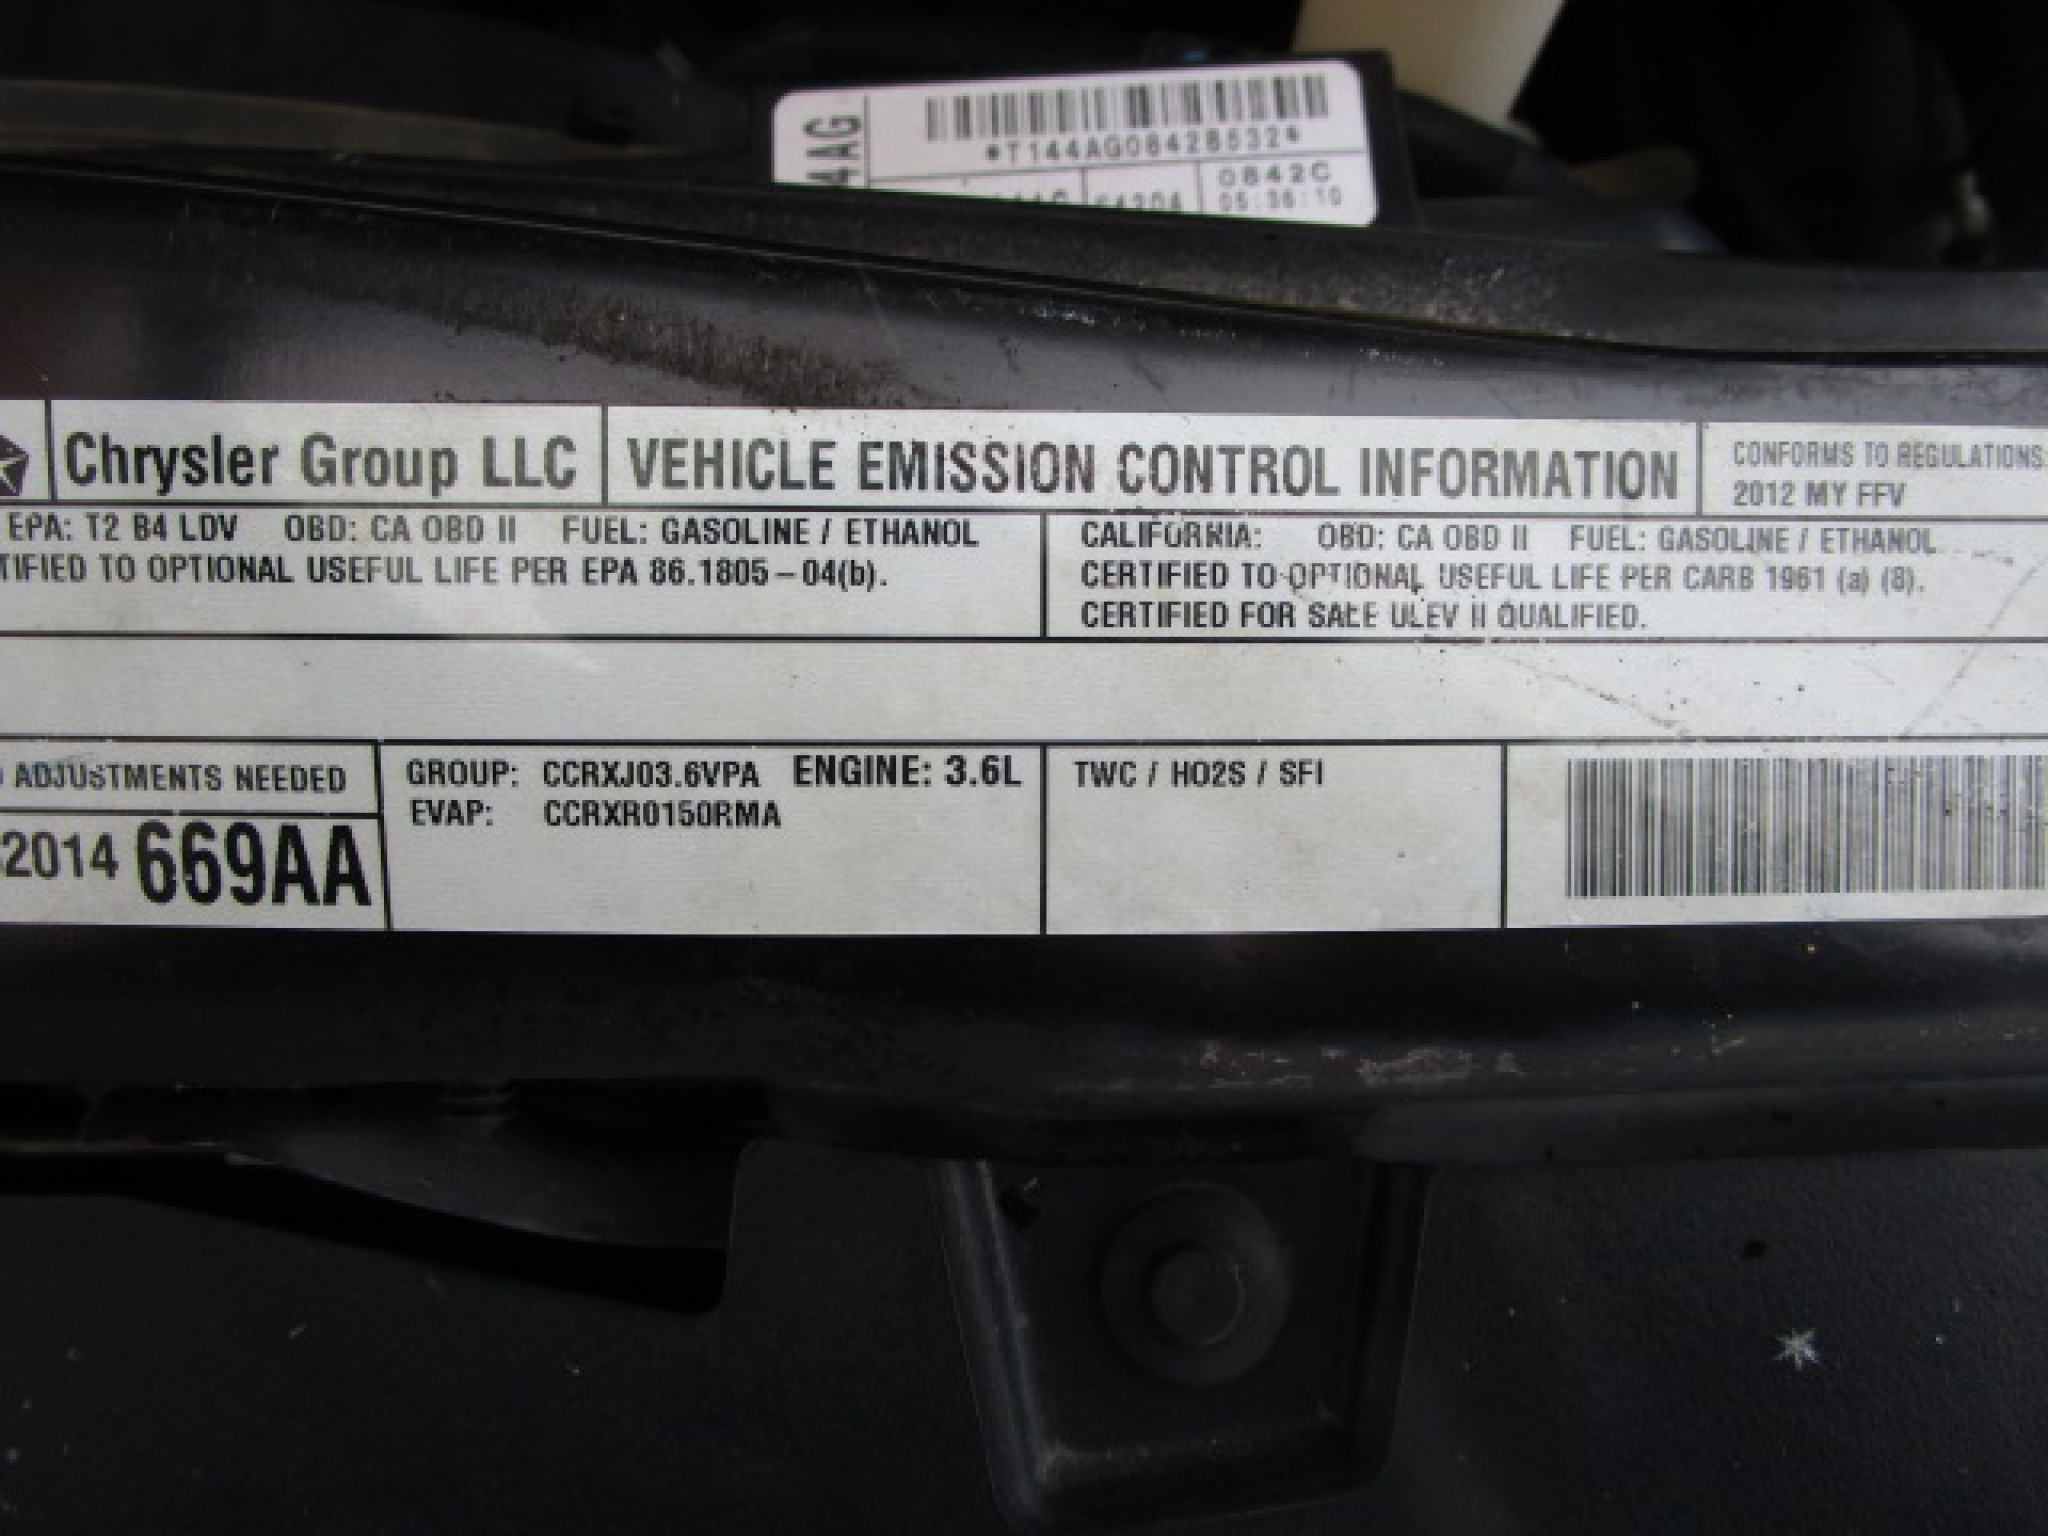 4AG
*T144AG08428532*
0842C
05:36:10
Chrysler Group LLC VEHICLE EMISSION CONTROL INFORMATION
CONFORMS TO REGULATIONS:
2012 MY FFV
EPA: T2 B4 LDV OBD: CA OBD II FUEL: GASOLINE / ETHANOL
TIFIED TO OPTIONAL USEFUL LIFE PER EPA 86.1805-04(b).
CALIFORNIA: OBD: CA OBD II FUEL: GASOLINE / ETHANOL
CERTIFIED TO OPTIONAL USEFUL LIFE PER CARB 1961 (a) (8).
CERTIFIED FOR SALE ULEV II QUALIFIED.
ADJUSTMENTS NEEDED
2014 669AA
GROUP: CCRXJ03.6VPA ENGINE: 3.6L
EVAP: CCRXR0150RMA
TWC / HO2S / SFI